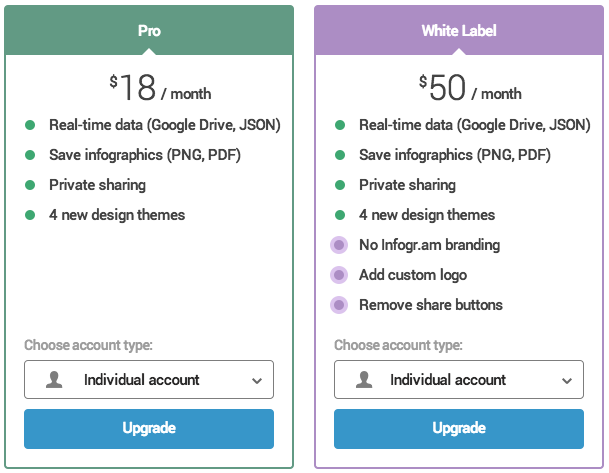 Pro
$18 / month
Real-time data (Google Drive, JSON)
Save infographics (PNG, PDF)
Private sharing
4 new design themes
Choose account type:
Individual account
Upgrade
White Label
$50 / month
Real-time data (Google Drive, JSON)
Save infographics (PNG, PDF)
Private sharing
4 new design themes
No Infogr.am branding
Add custom logo
Remove share buttons
Choose account type:
Individual account
Upgrade